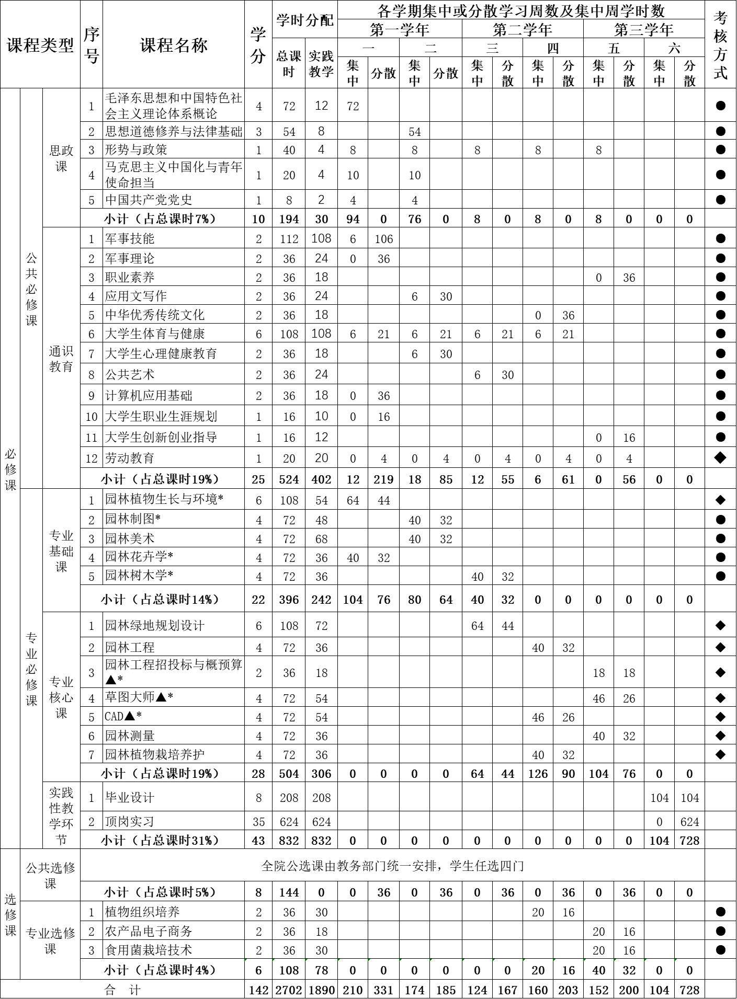 课程类型 序号 课程名称 学分 学时分配 各学期集中或分散学习周数及集中周学时数 考核方式
第一学年 第二学年 第三学年
总课时 实践教学 一 二 三 四 五 六
集中 分散 集中 分散 集中 分散 集中 分散 集中 分散 集中 分散
必修课
公共必修课
思政课
1 毛泽东思想和中国特色社会主义理论体系概论 4 72 12 72 ●
2 思想道德修养与法律基础 3 54 8 54 ●
3 形势与政策 1 40 4 8 8 8 8 8 ●
4 马克思主义中国化与青年使命担当 1 20 4 10 10 ●
5 中国共产党党史 1 8 2 4 4 ●
小计（占总课时7%） 10 194 30 94 0 76 0 8 0 8 0 8 0 0 0
通识教育
1 军事技能 2 112 108 6 106 ●
2 军事理论 2 36 24 0 36 ●
3 职业素养 2 36 18 0 36 ●
4 应用文写作 2 36 24 6 30 ●
5 中华优秀传统文化 2 36 18 0 36 ●
6 大学生体育与健康 6 108 108 6 21 6 21 6 21 6 21 ●
7 大学生心理健康教育 2 36 18 6 30 ●
8 公共艺术 2 36 24 6 30 ●
9 计算机应用基础 2 36 18 0 36 ●
10 大学生职业生涯规划 1 16 10 0 16 ●
11 大学生创新创业指导 1 16 12 0 16 ●
12 劳动教育 1 20 20 0 4 0 4 0 4 0 4 0 4 ◆
小计（占总课时19%） 25 524 402 12 219 18 85 12 55 6 61 0 56 0 0
专业必修课
专业基础课
1 园林植物生长与环境* 6 108 54 64 44 ◆
2 园林制图* 4 72 48 40 32 ●
3 园林美术 4 72 68 40 32 ●
4 园林花卉学* 4 72 36 40 32 ●
5 园林树木学* 4 72 36 40 32 ●
小计（占总课时14%） 22 396 242 104 76 80 64 40 32 0 0 0 0 0 0
专业核心课
1 园林绿地规划设计 6 108 72 64 44 ◆
2 园林工程 4 72 36 40 32 ◆
3 园林工程招投标与概预算▲* 2 36 18 18 18 ◆
4 草图大师▲* 4 72 54 46 26 ◆
5 CAD▲* 4 72 54 46 26 ◆
6 园林测量 4 72 36 40 32 ◆
7 园林植物栽培养护 4 72 36 40 32 ◆
小计（占总课时19%） 28 504 306 0 0 0 0 64 44 126 90 104 76 0 0
实践性教学环节
1 毕业设计 8 208 208 104 104
2 顶岗实习 35 624 624 0 624
小计（占总课时31%） 43 832 832 0 0 0 0 0 0 0 0 0 0 104 728
选修课
公共选修课
全院公选课由教务部门统一安排，学生任选四门
小计（占总课时5%） 8 144 0 0 36 0 36 0 36 0 36 0 36 0 0
专业选修课
1 植物组织培养 2 36 30 20 16 ●
2 农产品电子商务 2 36 18 20 16 ●
3 食用菌栽培技术 2 36 30 20 16 ●
小计（占总课时4%） 6 108 78 0 0 0 0 0 0 20 16 40 32 0 0
合 计 142 2702 1890 210 331 174 185 124 167 160 203 152 200 104 728